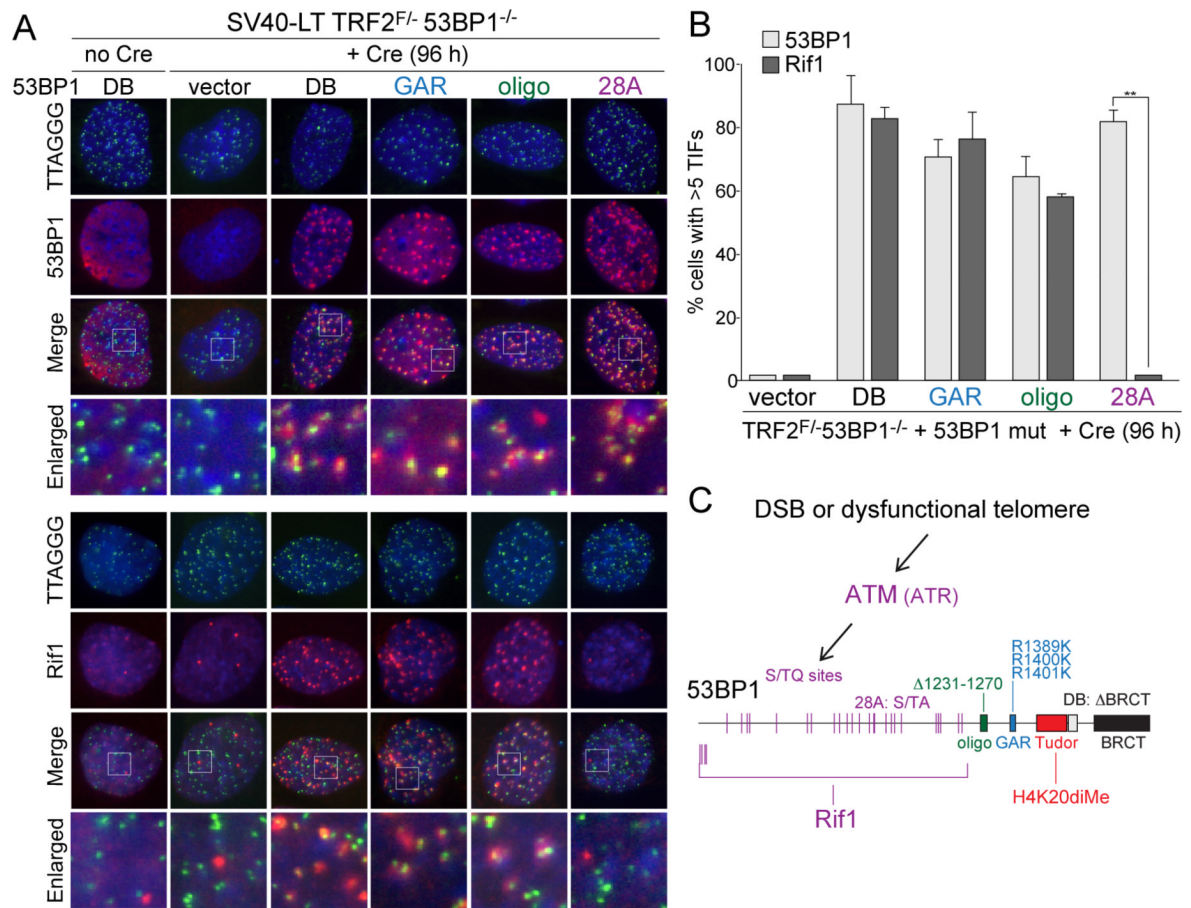 A
SV40-LT TRF2F/- 53BP1-/-
no Cre
+ Cre (96 h)
53BP1
DB
vector
DB
GAR
oligo
28A
TTAGGG
53BP1
Merge
Enlarged
TTAGGG
Rif1
Merge
Enlarged
B
53BP1
Rif1
**
% cells with >5 TIFs
100
80
60
40
20
0
vector
DB
GAR
oligo
28A
TRF2F/-53BP1-/- + 53BP1 mut + Cre (96 h)
C
DSB or dysfunctional telomere
ATM (ATR)
S/TQ sites
R1389K
R1400K
R1401K
53BP1
Δ1231-1270
28A: S/TA
DB: ΔBRCT
oligo
GAR
Tudor
BRCT
H4K20diMe
Rif1